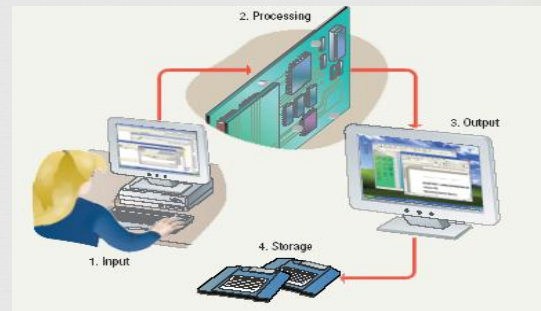 1. Input
2. Processing
3. Output
4. Storage